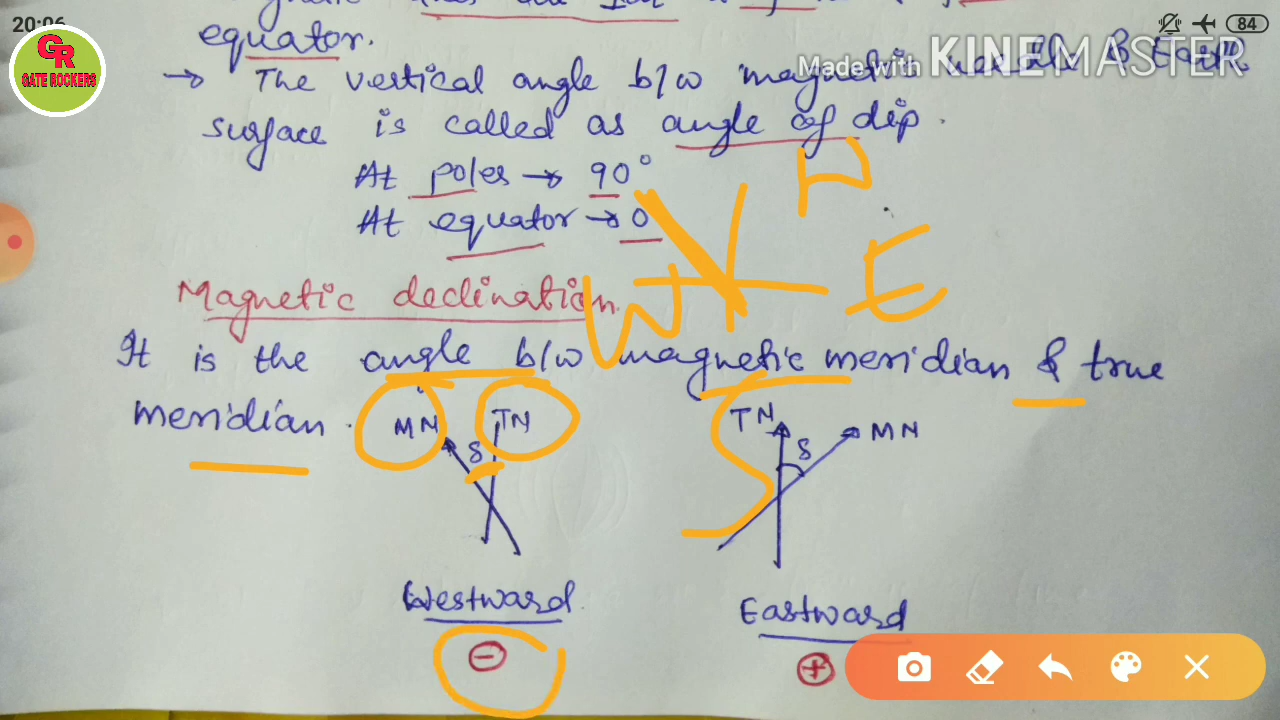 20:06
84
GR
GATE ROCKERS
Made with KINEMASTER
equator.
→ The vertical angle b/w magnetic needle & Earth
surface is called as angle of dip.
At poles → 90°
At equator → 0
W E
Magnetic declination
It is the angle b/w magnetic meridian & true
meridian.
MN TN
δ
TN MN
δ
Westward
Eastward
−
+